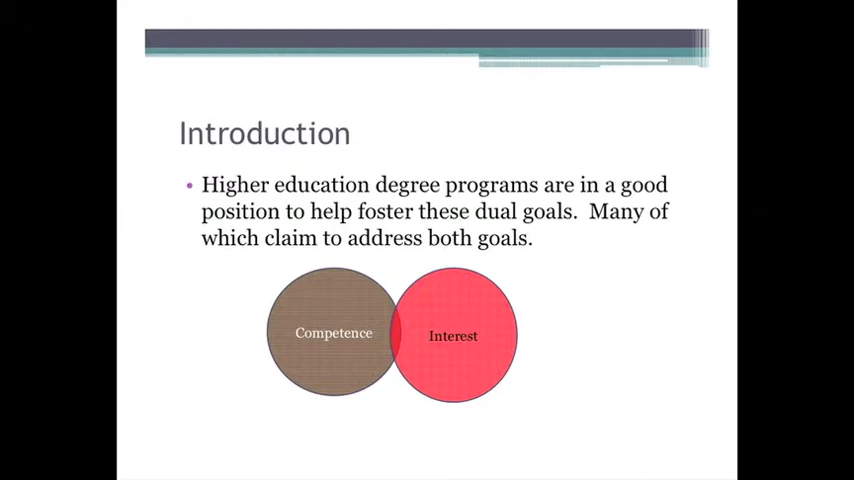 Introduction
• Higher education degree programs are in a good
position to help foster these dual goals.  Many of
which claim to address both goals.
Competence
Interest